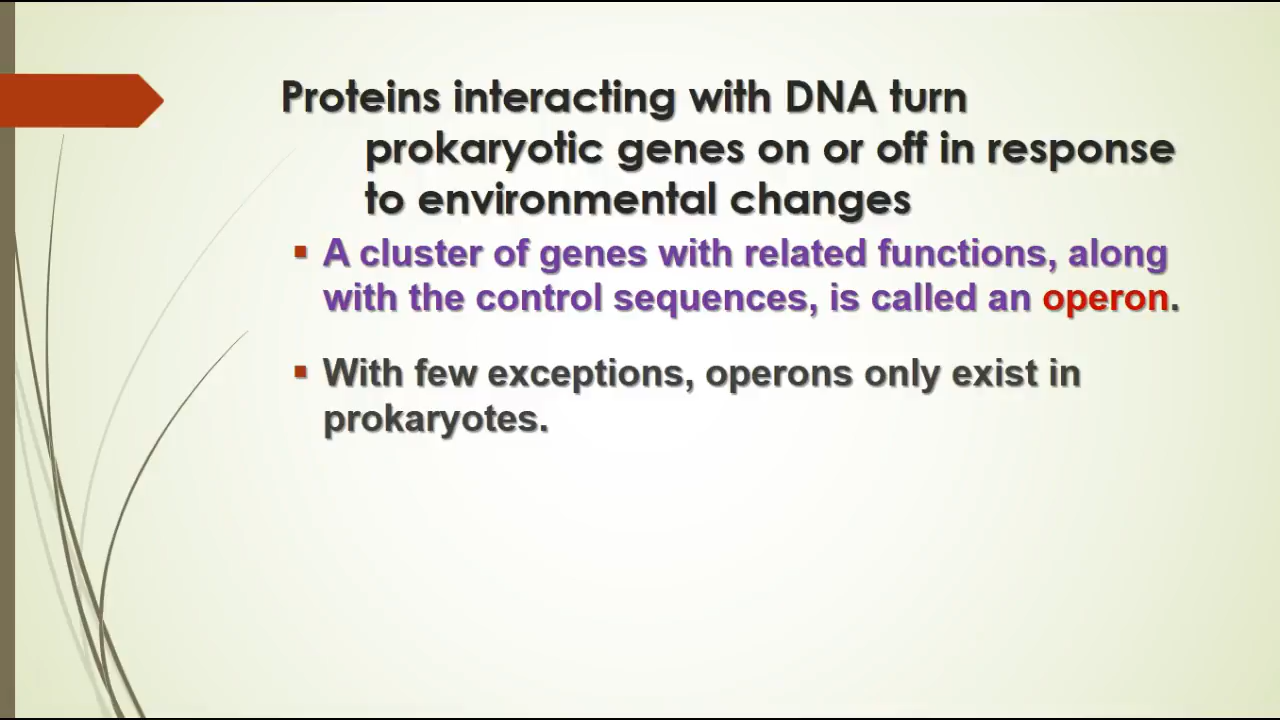 Proteins interacting with DNA turn
prokaryotic genes on or off in response
to environmental changes
▪ A cluster of genes with related functions, along
with the control sequences, is called an operon.
▪ With few exceptions, operons only exist in
prokaryotes.